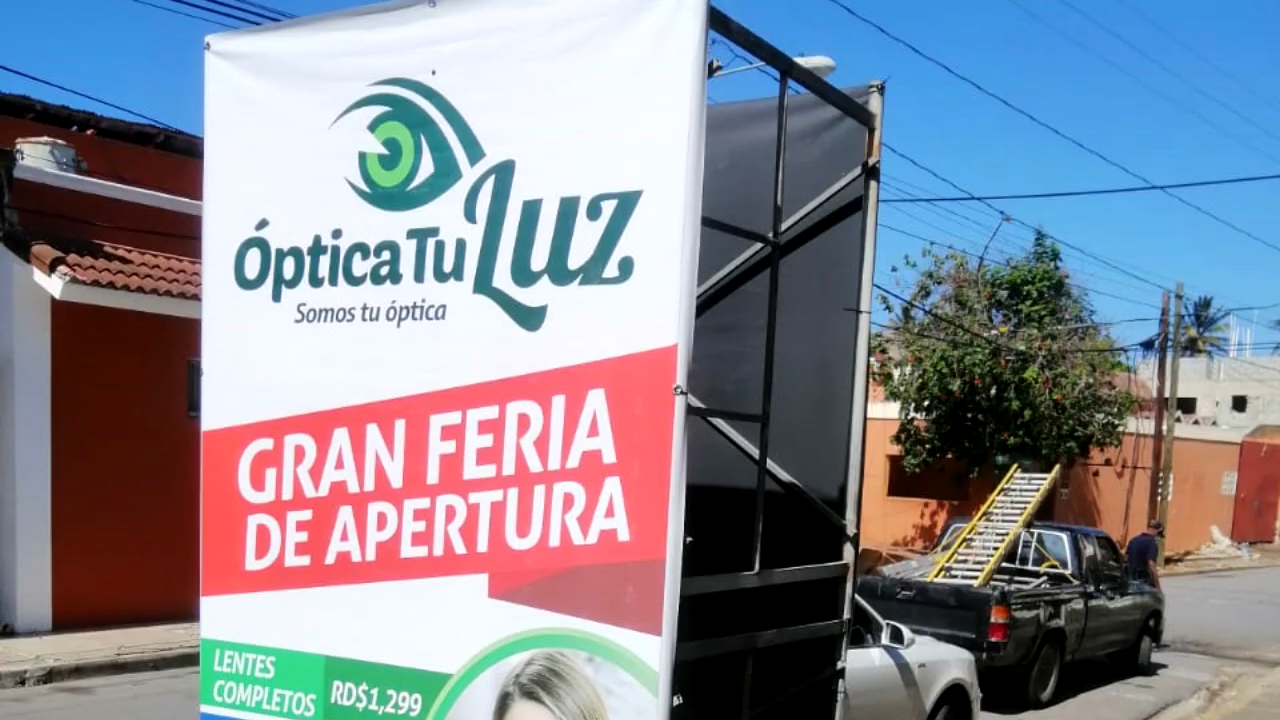 Óptica Tu Luz
Somos tu óptica
GRAN FERIA
DE APERTURA
LENTES
COMPLETOS
RD$1,299